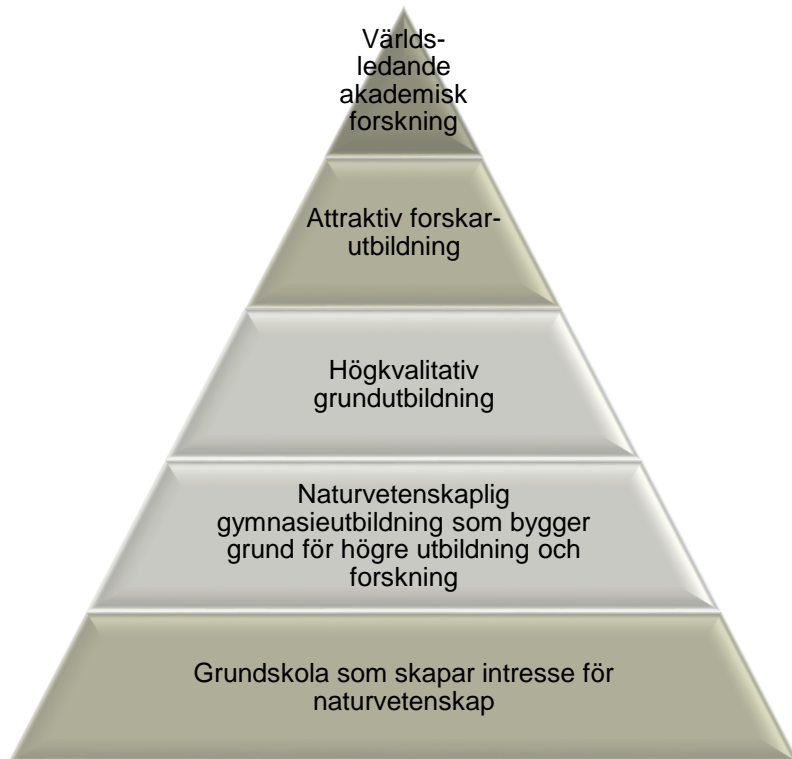 Världs-
ledande
akademisk
forskning
Attraktiv forskar-
utbildning
Högkvalitativ
grundutbildning
Naturvetenskaplig
gymnasieutbildning som bygger
grund för högre utbildning och
forskning
Grundskola som skapar intresse för
naturvetenskap